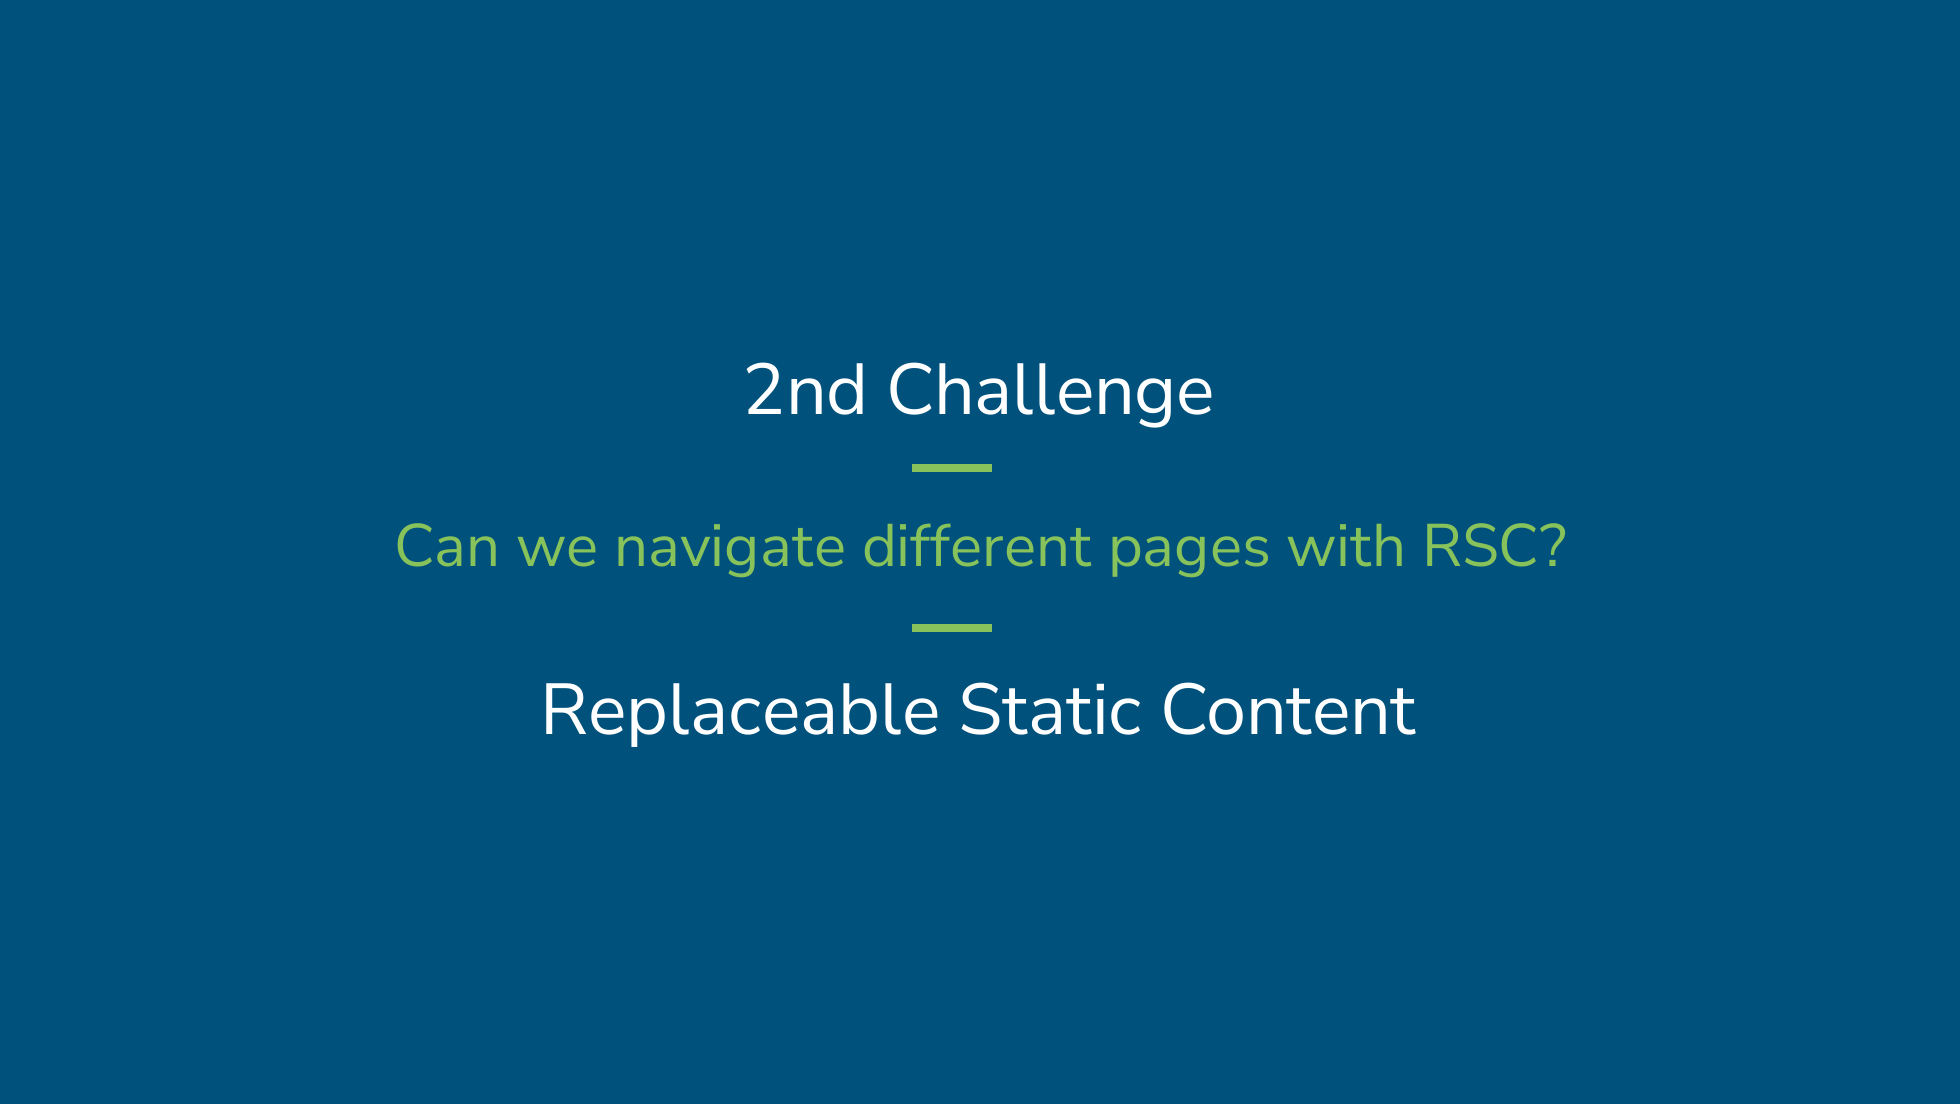 2nd Challenge
Can we navigate different pages with RSC?
Replaceable Static Content